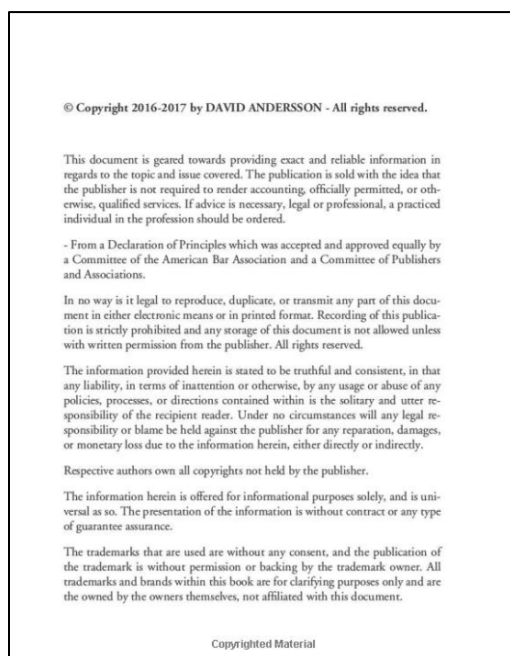 © Copyright 2016-2017 by DAVID ANDERSSON - All rights reserved.
This document is geared towards providing exact and reliable information in
regards to the topic and issue covered. The publication is sold with the idea that
the publisher is not required to render accounting, officially permitted, or oth-
erwise, qualified services. If advice is necessary, legal or professional, a practiced
individual in the profession should be ordered.
- From a Declaration of Principles which was accepted and approved equally by
a Committee of the American Bar Association and a Committee of Publishers
and Associations.
In no way is it legal to reproduce, duplicate, or transmit any part of this docu-
ment in either electronic means or in printed format. Recording of this publica-
tion is strictly prohibited and any storage of this document is not allowed unless
with written permission from the publisher. All rights reserved.
The information provided herein is stated to be truthful and consistent, in that
any liability, in terms of inattention or otherwise, by any usage or abuse of any
policies, processes, or directions contained within is the solitary and utter re-
sponsibility of the recipient reader. Under no circumstances will any legal re-
sponsibility or blame be held against the publisher for any reparation, damages,
or monetary loss due to the information herein, either directly or indirectly.
Respective authors own all copyrights not held by the publisher.
The information herein is offered for informational purposes solely, and is uni-
versal as so. The presentation of the information is without contract or any type
of guarantee assurance.
The trademarks that are used are without any consent, and the publication of
the trademark is without permission or backing by the trademark owner. All
trademarks and brands within this book are for clarifying purposes only and are
the owned by the owners themselves, not affiliated with this document.
Copyrighted Material